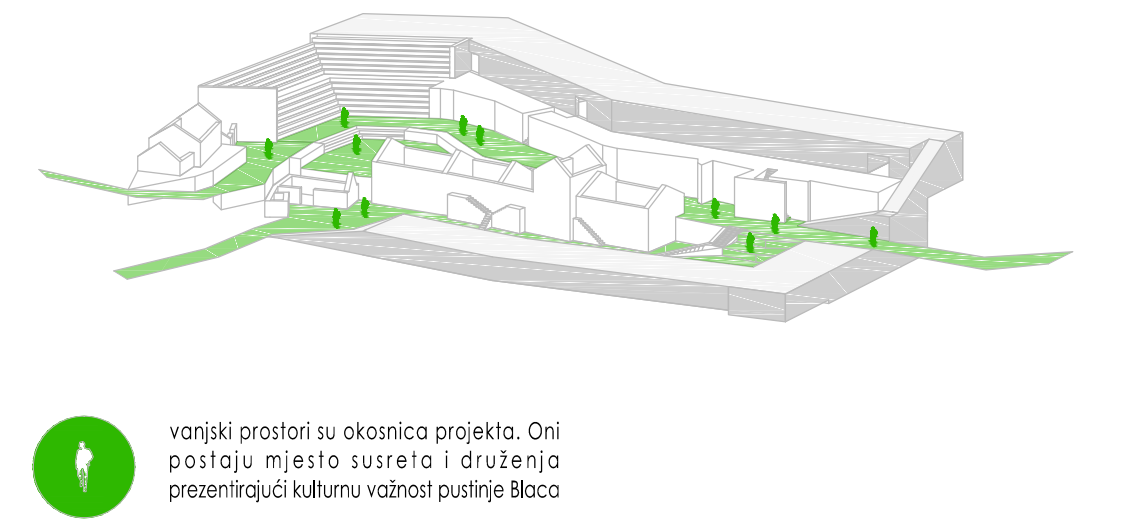 vanjski prostori su okosnica projekta. Oni
postaju mjesto susreta i druženja
prezentirajući kulturnu važnost pustinje Blaca